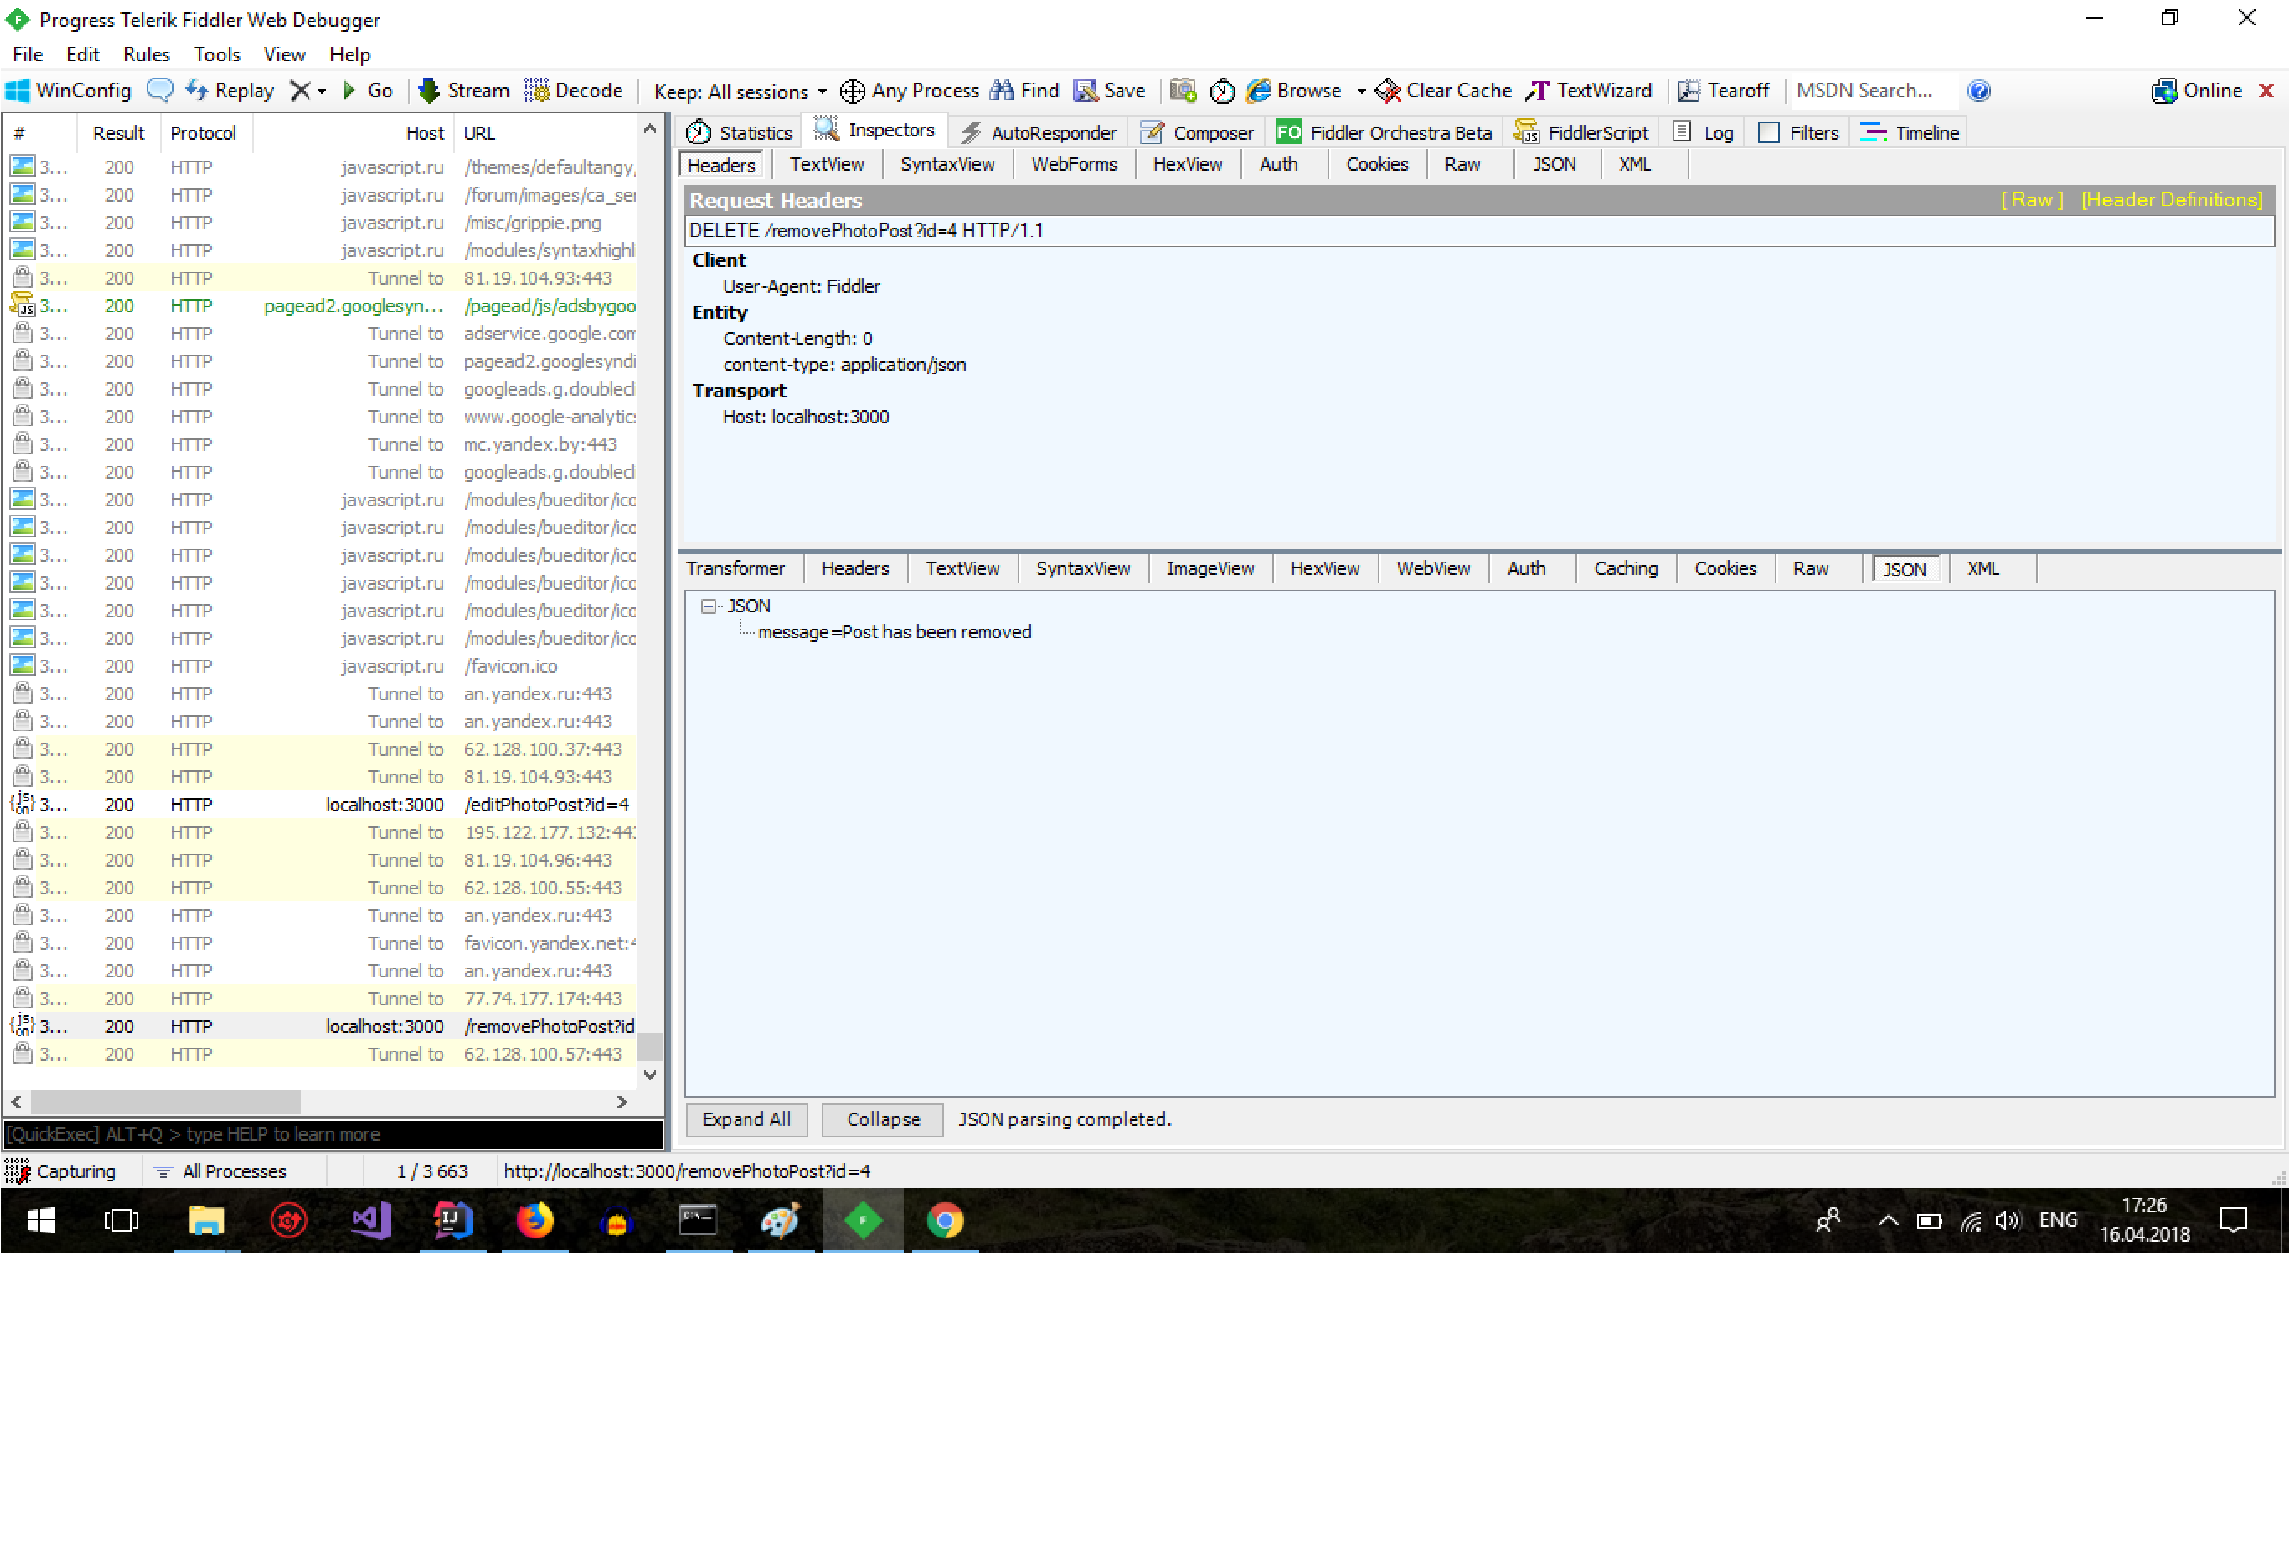 Progress Telerik Fiddler Web Debugger
File Edit Rules Tools View Help
WinConfig Replay Go Stream Decode Keep: All sessions Any Process Find Save Browse Clear Cache TextWizard Tearoff MSDN Search... Online
# Result Protocol Host URL
3... 200 HTTP javascript.ru /themes/defaultangy,
3... 200 HTTP javascript.ru /forum/images/ca_ser
3... 200 HTTP javascript.ru /misc/grippie.png
3... 200 HTTP javascript.ru /modules/syntaxhighl
3... 200 HTTP Tunnel to 81.19.104.93:443
3... 200 HTTP pagead2.googlesyn... /pagead/js/adsbygoo
3... 200 HTTP Tunnel to adservice.google.com
3... 200 HTTP Tunnel to pagead2.googlesyndi
3... 200 HTTP Tunnel to googleads.g.doublecl
3... 200 HTTP Tunnel to www.google-analytics
3... 200 HTTP Tunnel to mc.yandex.by:443
3... 200 HTTP Tunnel to googleads.g.doublecl
3... 200 HTTP javascript.ru /modules/bueditor/ico
3... 200 HTTP javascript.ru /modules/bueditor/ico
3... 200 HTTP javascript.ru /modules/bueditor/ico
3... 200 HTTP javascript.ru /modules/bueditor/ico
3... 200 HTTP javascript.ru /modules/bueditor/ico
3... 200 HTTP javascript.ru /modules/bueditor/ico
3... 200 HTTP javascript.ru /favicon.ico
3... 200 HTTP Tunnel to an.yandex.ru:443
3... 200 HTTP Tunnel to an.yandex.ru:443
3... 200 HTTP Tunnel to 62.128.100.37:443
3... 200 HTTP Tunnel to 81.19.104.93:443
3... 200 HTTP localhost:3000 /editPhotoPost?id=4
3... 200 HTTP Tunnel to 195.122.177.132:443
3... 200 HTTP Tunnel to 81.19.104.96:443
3... 200 HTTP Tunnel to 62.128.100.55:443
3... 200 HTTP Tunnel to an.yandex.ru:443
3... 200 HTTP Tunnel to favicon.yandex.net:4
3... 200 HTTP Tunnel to an.yandex.ru:443
3... 200 HTTP Tunnel to 77.74.177.174:443
3... 200 HTTP localhost:3000 /removePhotoPost?id
3... 200 HTTP Tunnel to 62.128.100.57:443
[QuickExec] ALT+Q > type HELP to learn more
Statistics Inspectors AutoResponder Composer FO Fiddler Orchestra Beta FiddlerScript Log Filters Timeline
Headers TextView SyntaxView WebForms HexView Auth Cookies Raw JSON XML
Request Headers [ Raw ] [Header Definitions]
DELETE /removePhotoPost?id=4 HTTP/1.1
Client
User-Agent: Fiddler
Entity
Content-Length: 0
content-type: application/json
Transport
Host: localhost:3000
Transformer Headers TextView SyntaxView ImageView HexView WebView Auth Caching Cookies Raw JSON XML
JSON
message=Post has been removed
Expand All Collapse JSON parsing completed.
Capturing All Processes 1 / 3 663 http://localhost:3000/removePhotoPost?id=4
ENG 17:26
16.04.2018